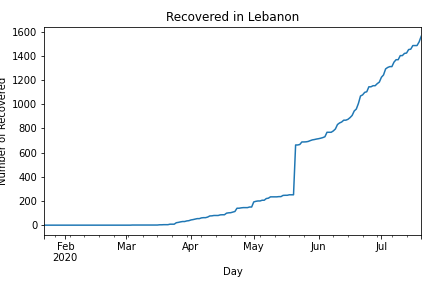 Recovered in Lebanon
1600
1400
1200
1000
800
600
400
200
0
Number of Recovered
Feb
2020
Mar
Apr
May
Jun
Jul
Day